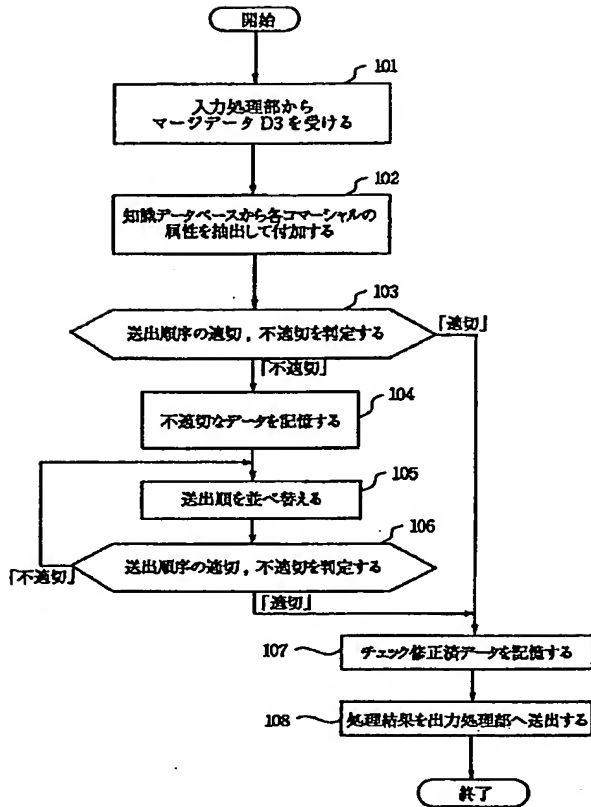 開始
101
入力処理部から
マージデータ D3を受ける
102
知識データベースから各コマーシャルの
属性を抽出して付加する
103
送出順序の適切，不適切を判定する
「適切」
「不適切」
104
不適切なデータを記憶する
105
送出順を並べ替える
106
送出順序の適切，不適切を判定する
「不適切」
「適切」
107
チェック修正済データを記憶する
108
処理結果を出力処理部へ送出する
終了